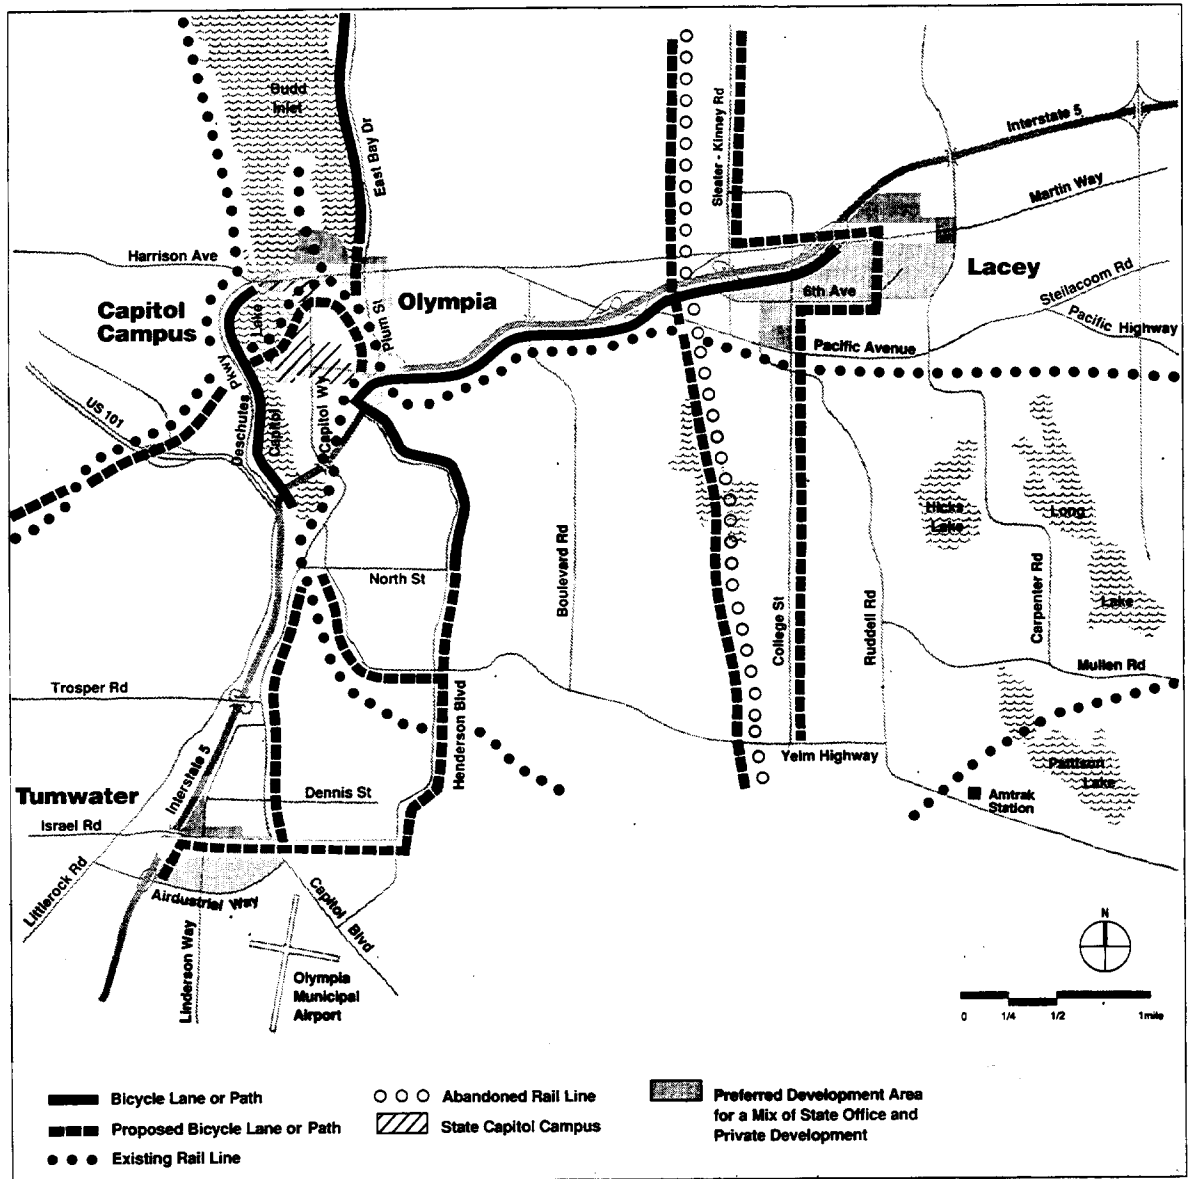 Budd
Inlet
East Bay Dr
Sleater - Kinney Rd
Interstate 5
Martin Way
Harrison Ave
Lacey
Steilacoom Rd
Capitol
Campus
Olympia
Lake
Plum St
6th Ave
Pacific Highway
Pacific Avenue
Pkwy
Deschutes
US 101
Capitol
Capitol Wy
Hicks
Lake
Long
Lake
Boulevard Rd
North St
College St
Ruddell Rd
Carpenter Rd
Mullen Rd
Trosper Rd
Henderson Blvd
Yelm Highway
Interstate 5
Pattison
Lake
Tumwater
Dennis St
Amtrak
Station
Israel Rd
Littlerock Rd
Airdustrial Way
Capitol Blvd
Linderson Way
Olympia
Municipal
Airport
N
0 1/4 1/2 1mile
Bicycle Lane or Path
Proposed Bicycle Lane or Path
Existing Rail Line
Abandoned Rail Line
State Capitol Campus
Preferred Development Area
for a Mix of State Office and
Private Development